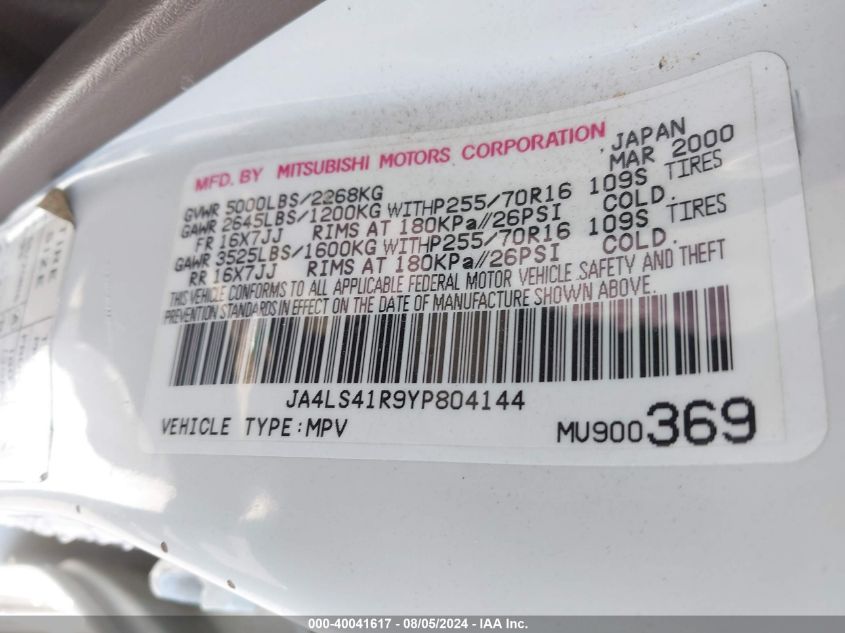 MFD. BY MITSUBISHI MOTORS CORPORATION JAPAN
MAR 2000
GVWR 5000LBS/2268KG
GAWR 2645LBS/1200KG WITHP255/70R16 109S TIRES
FR 16X7JJ RIMS AT 180KPa//26PSI COLD.
GAWR 3525LBS/1600KG WITHP255/70R16 109S TIRES
RR 16X7JJ RIMS AT 180KPa//26PSI COLD.
THIS VEHICLE CONFORMS TO ALL APPLICABLE FEDERAL MOTOR VEHICLE SAFETY AND THEFT
PREVENTION STANDARDS IN EFFECT ON THE DATE OF MANUFACTURE SHOWN ABOVE.
JA4LS41R9YP804144
VEHICLE TYPE:MPV MU900369
000-40041617 - 08/05/2024 - IAA Inc.